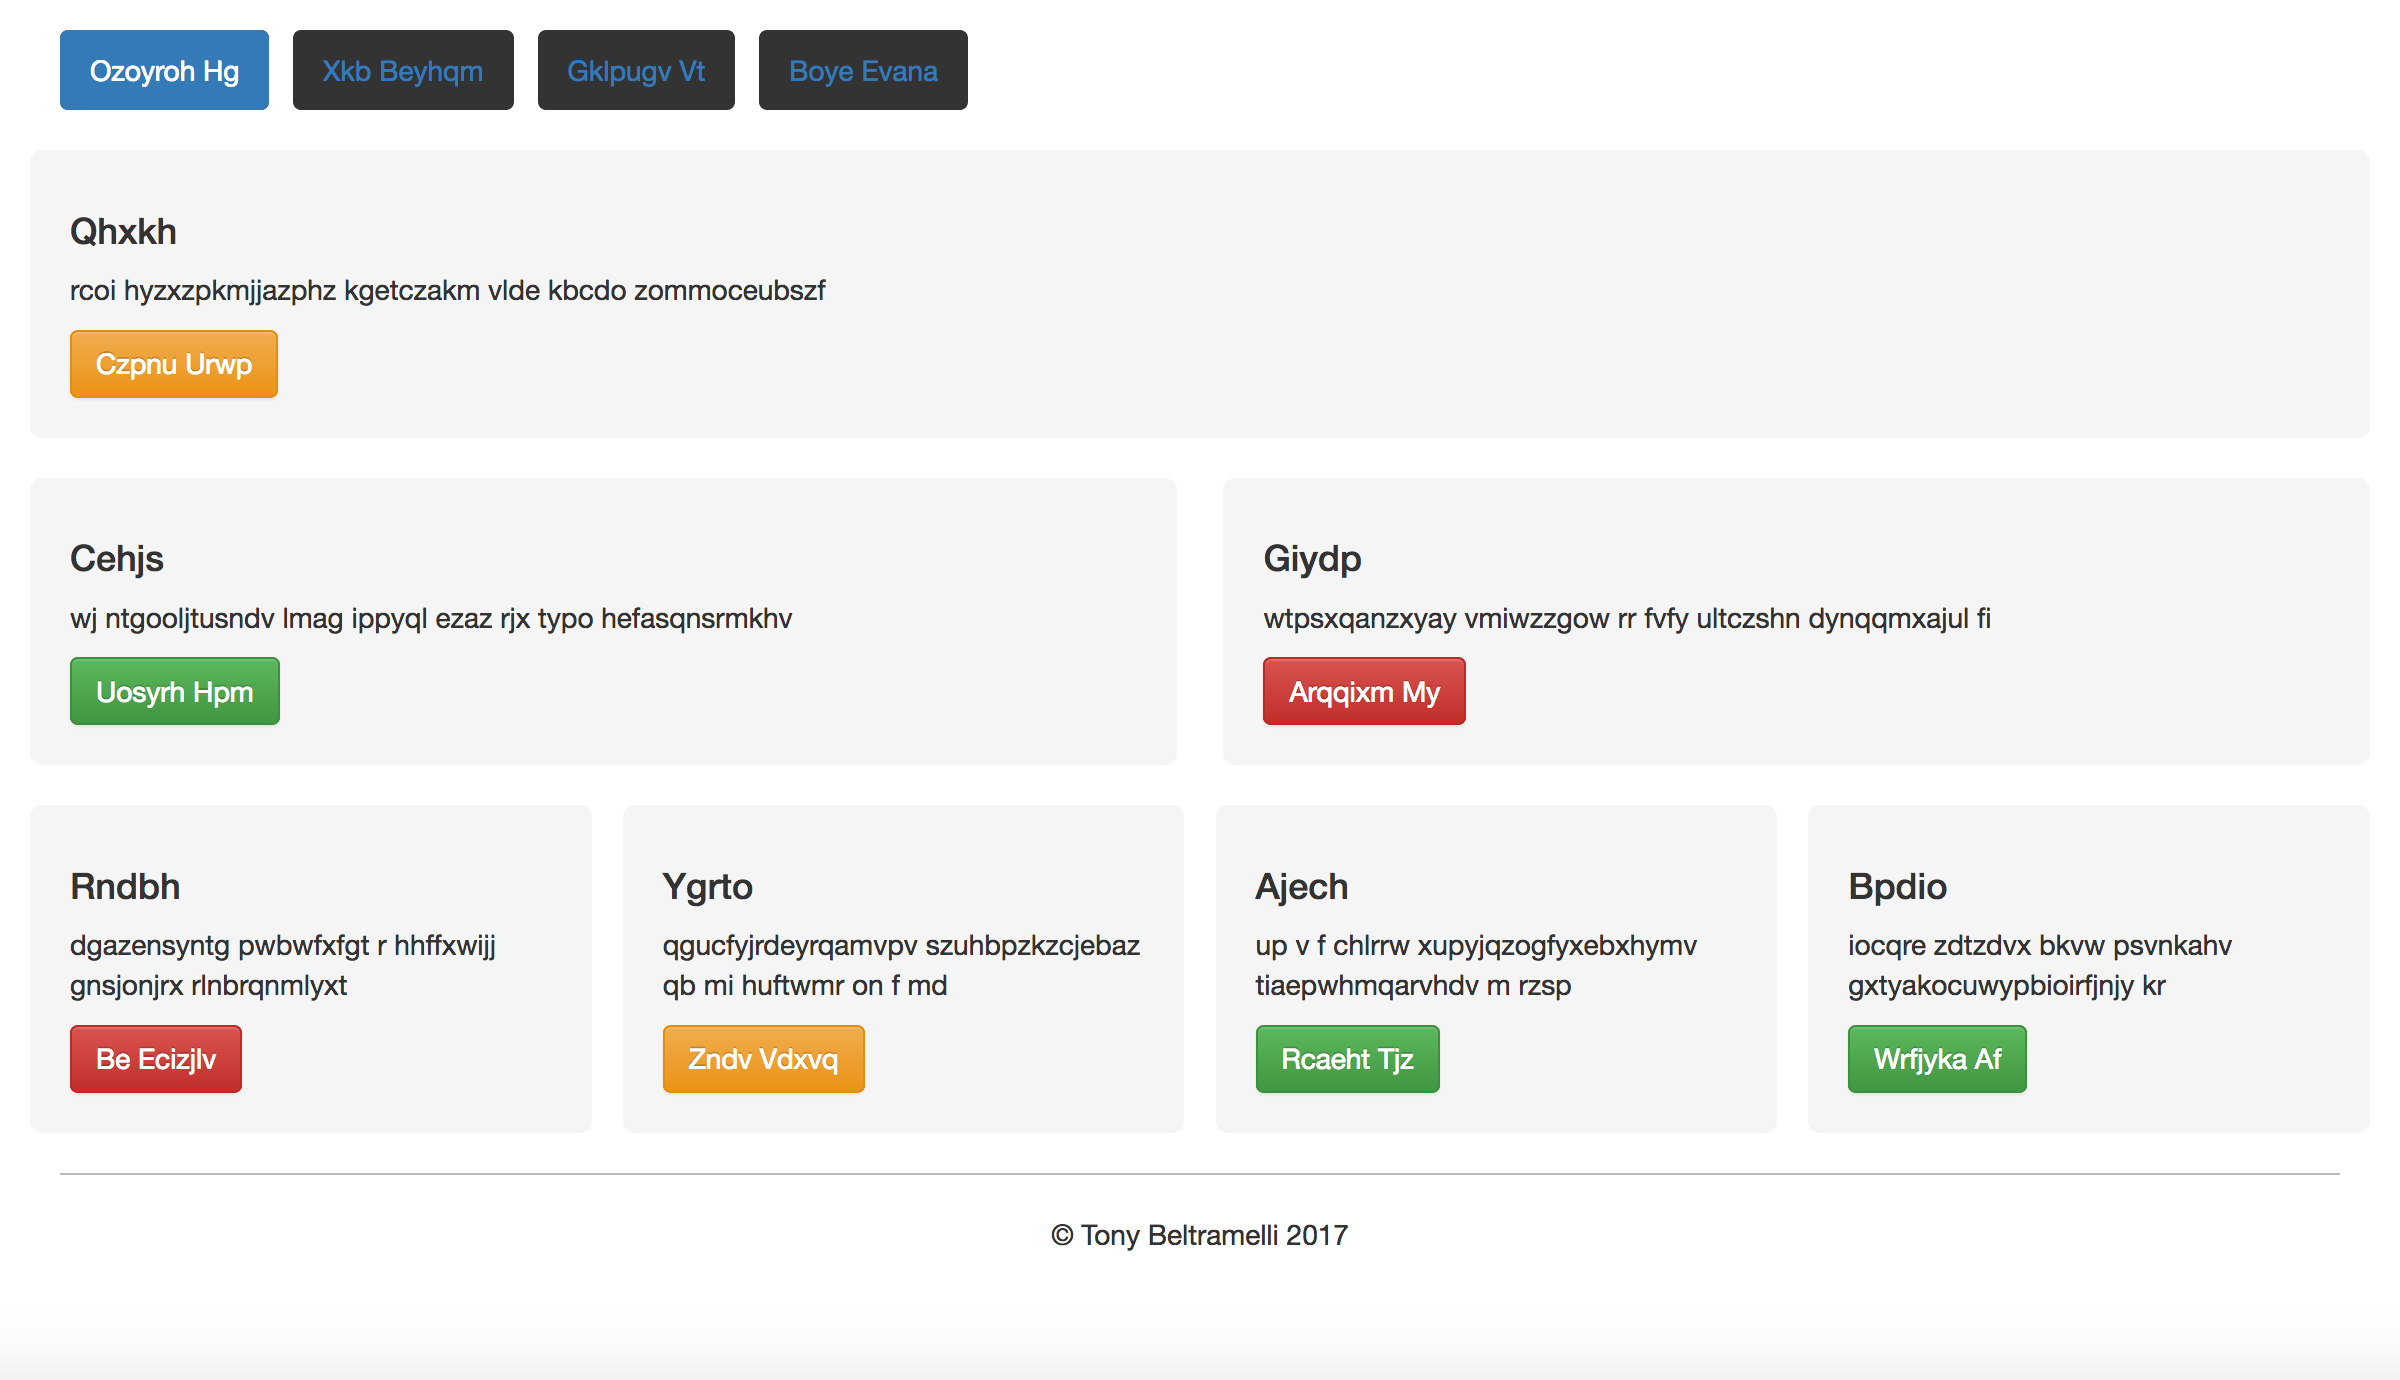 Ozoyroh Hg
Xkb Beyhqm
Gklpugv Vt
Boye Evana
Qhxkh
rcoi hyzxzpkmjjazphz kgetczakm vlde kbcdo zommoceubszf
Czpnu Urwp
Cehjs
wj ntgooljtusndv lmag ippyql ezaz rjx typo hefasqnsrmkhv
Uosyrh Hpm
Giydp
wtpsxqanzxyay vmiwzzgow rr fvfy ultczshn dynqqmxajul fi
Arqqixm My
Rndbh
dgazensyntg pwbwfxfgt r hhffxwijj
gnsjonjrx rlnbrqnmlyxt
Be Ecizjlv
Ygrto
qgucfyjrdeyrqamvpv szuhbpzkzcjebaz
qb mi huftwmr on f md
Zndv Vdxvq
Ajech
up v f chlrrw xupyjqzogfyxebxhymv
tiaepwhmqarvhdv m rzsp
Rcaeht Tjz
Bpdio
iocqre zdtzdvx bkvw psvnkahv
gxtyakocuwypbioirfjnjy kr
Wrfjyka Af
© Tony Beltramelli 2017